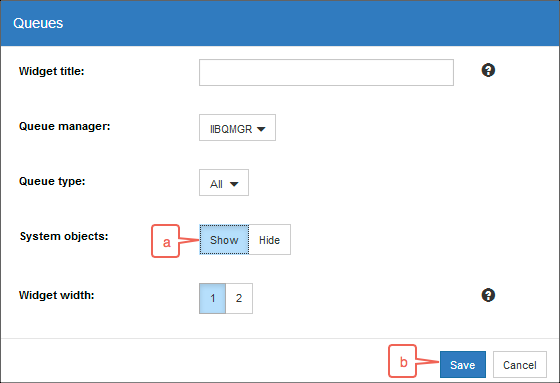 Queues
Widget title:
?
Queue manager:
IIBQMGR
Queue type:
All
System objects:
a
Show Hide
Widget width:
1 2
?
b
Save Cancel